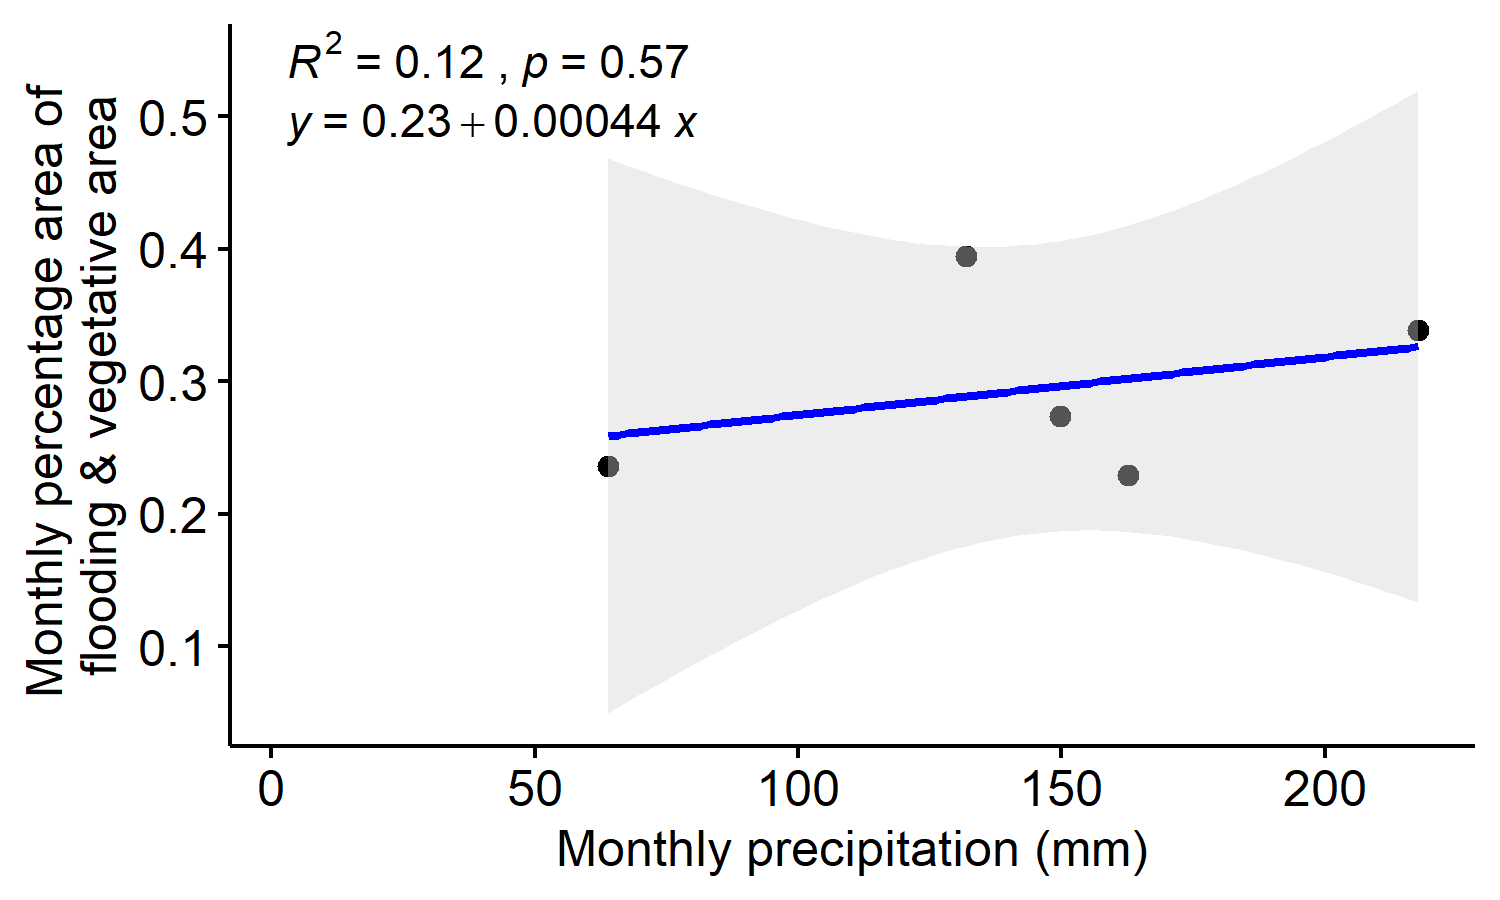 R² = 0.12 , p = 0.57
y = 0.23 + 0.00044 x
Monthly percentage area of
flooding & vegetative area
0.5
0.4
0.3
0.2
0.1
0 50 100 150 200
Monthly precipitation (mm)